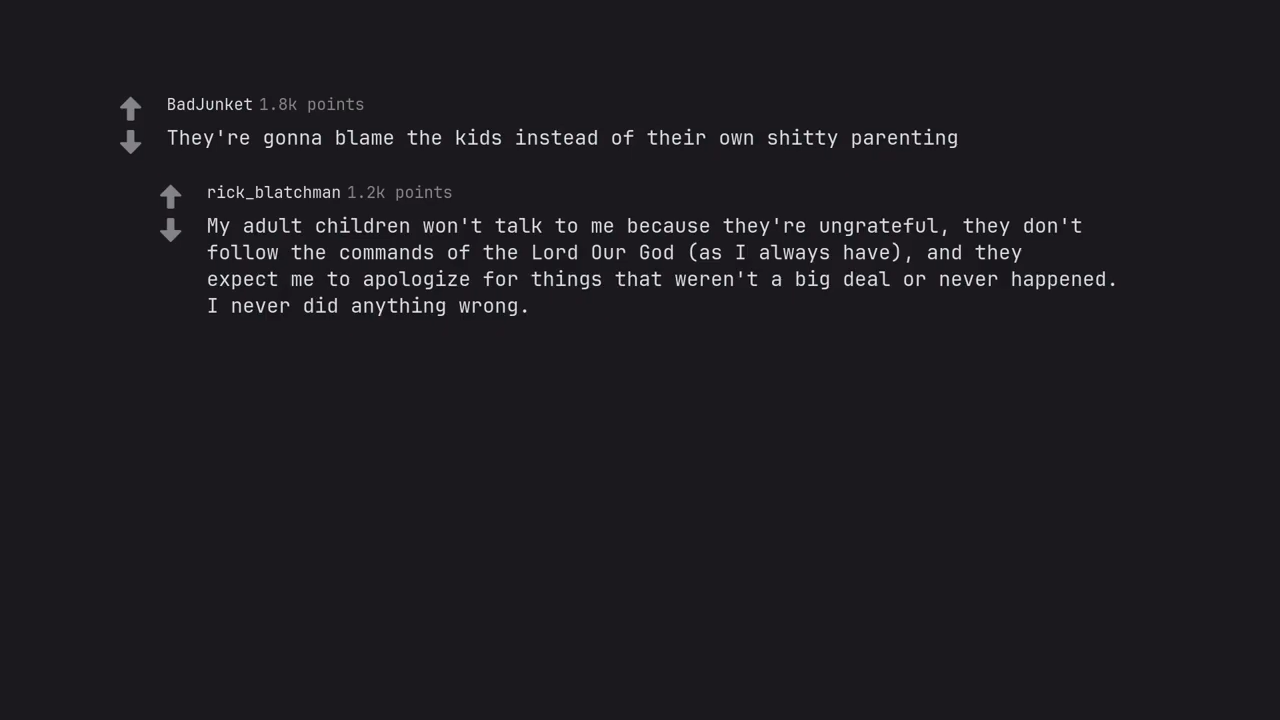 BadJunket 1.8k points
They're gonna blame the kids instead of their own shitty parenting
rick_blatchman 1.2k points
My adult children won't talk to me because they're ungrateful, they don't
follow the commands of the Lord Our God (as I always have), and they
expect me to apologize for things that weren't a big deal or never happened.
I never did anything wrong.